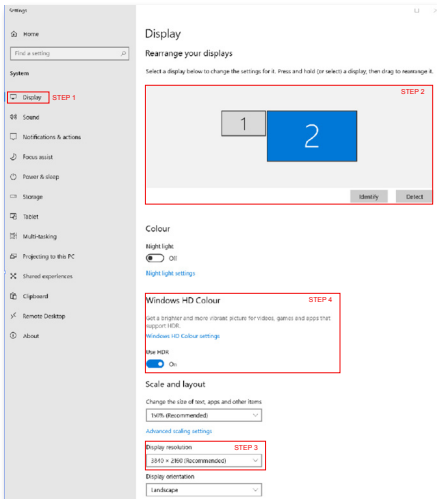 Settings
Home
Find a setting
System
Display STEP 1
Sound
Notifications & actions
Focus assist
Power & sleep
Storage
Tablet
Multi-tasking
Projecting to this PC
Shared experiences
Clipboard
Remote Desktop
About
Display
Rearrange your displays
Select a display below to change the settings for it. Press and hold (or select) a display, then drag to rearrange it.
STEP 2
1
2
Identify
Detect
Colour
Night light
Off
Night light settings
Windows HD Colour STEP 4
Get a brighter and more vibrant picture for videos, games and apps that
support HDR.
Windows HD Colour settings
Use HDR
On
Scale and layout
Change the size of text, apps and other items
150% (Recommended)
Advanced scaling settings
Display resolution STEP 3
3840 × 2160 (Recommended)
Display orientation
Landscape